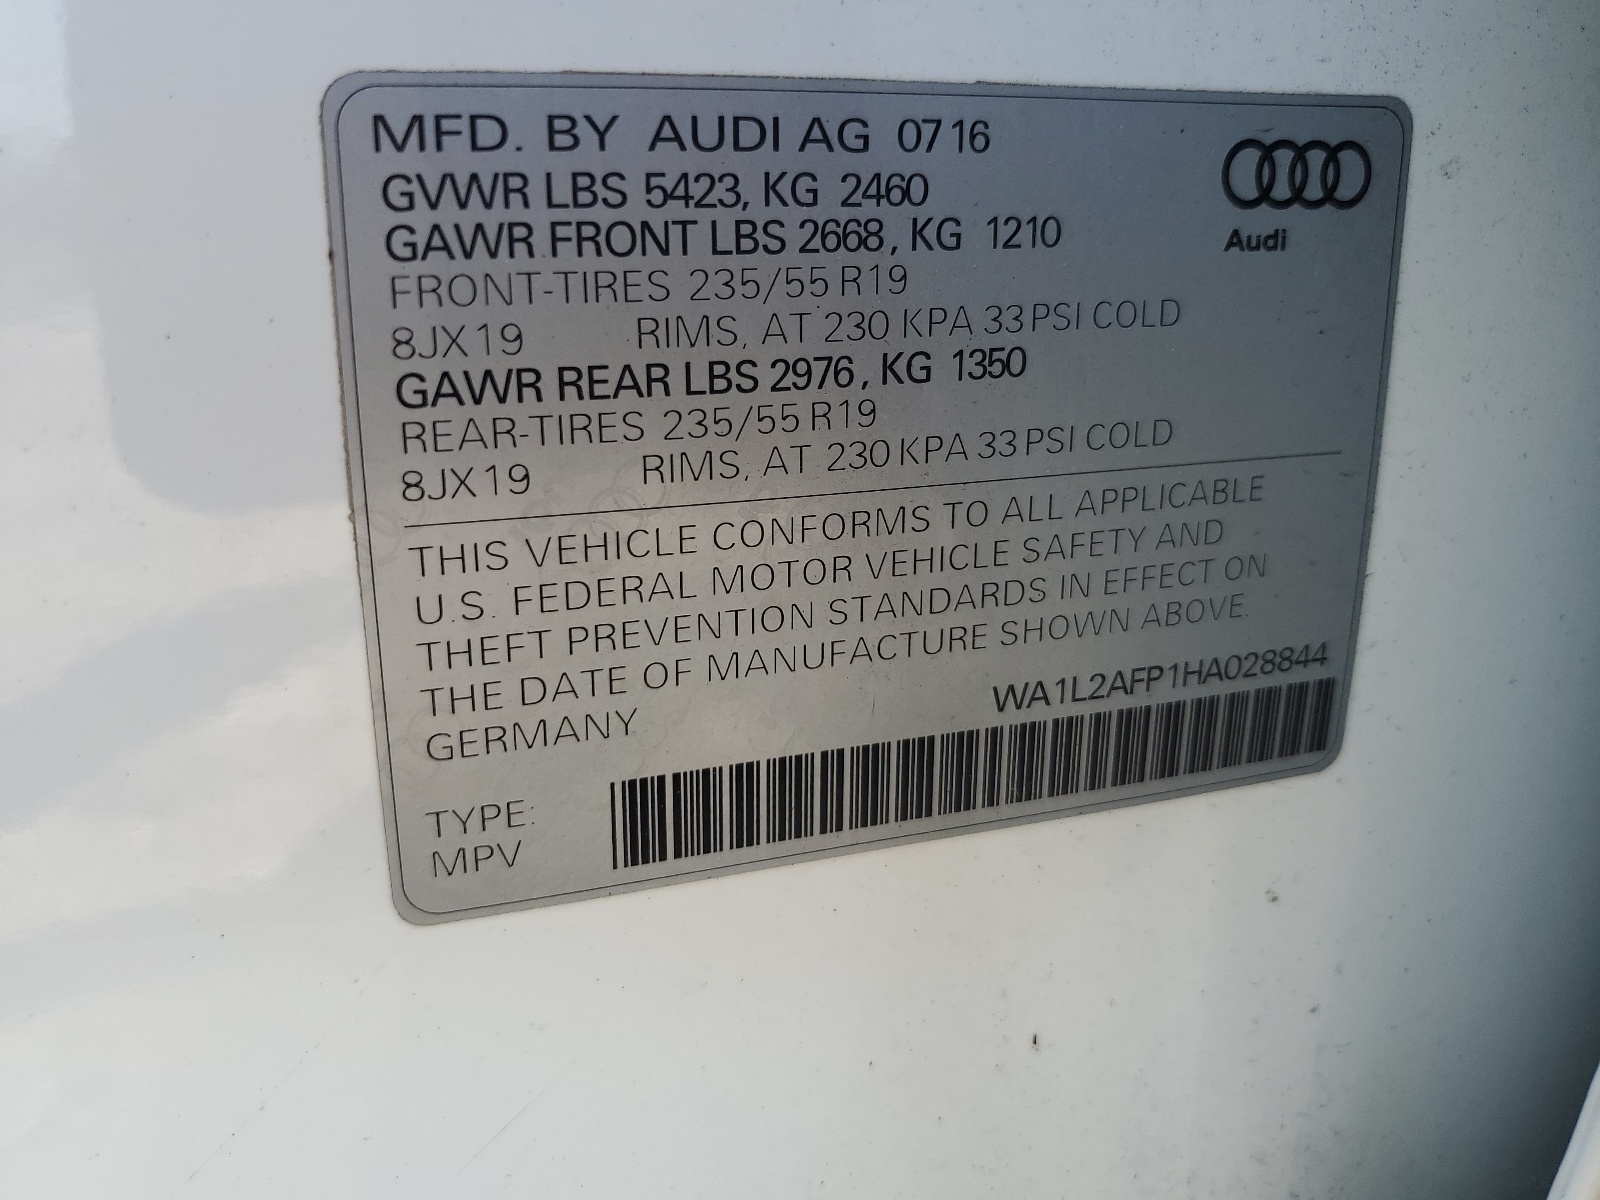 MFD. BY AUDI AG 07 16
GVWR LBS 5423, KG 2460
GAWR FRONT LBS 2668, KG 1210
FRONT-TIRES 235/55 R19
8JX19 RIMS, AT 230 KPA 33 PSI COLD
GAWR REAR LBS 2976, KG 1350
REAR-TIRES 235/55 R19
8JX19 RIMS, AT 230 KPA 33 PSI COLD
Audi
THIS VEHICLE CONFORMS TO ALL APPLICABLE
U.S. FEDERAL MOTOR VEHICLE SAFETY AND
THEFT PREVENTION STANDARDS IN EFFECT ON
THE DATE OF MANUFACTURE SHOWN ABOVE.
GERMANY
WA1L2AFP1HA028844
TYPE:
MPV